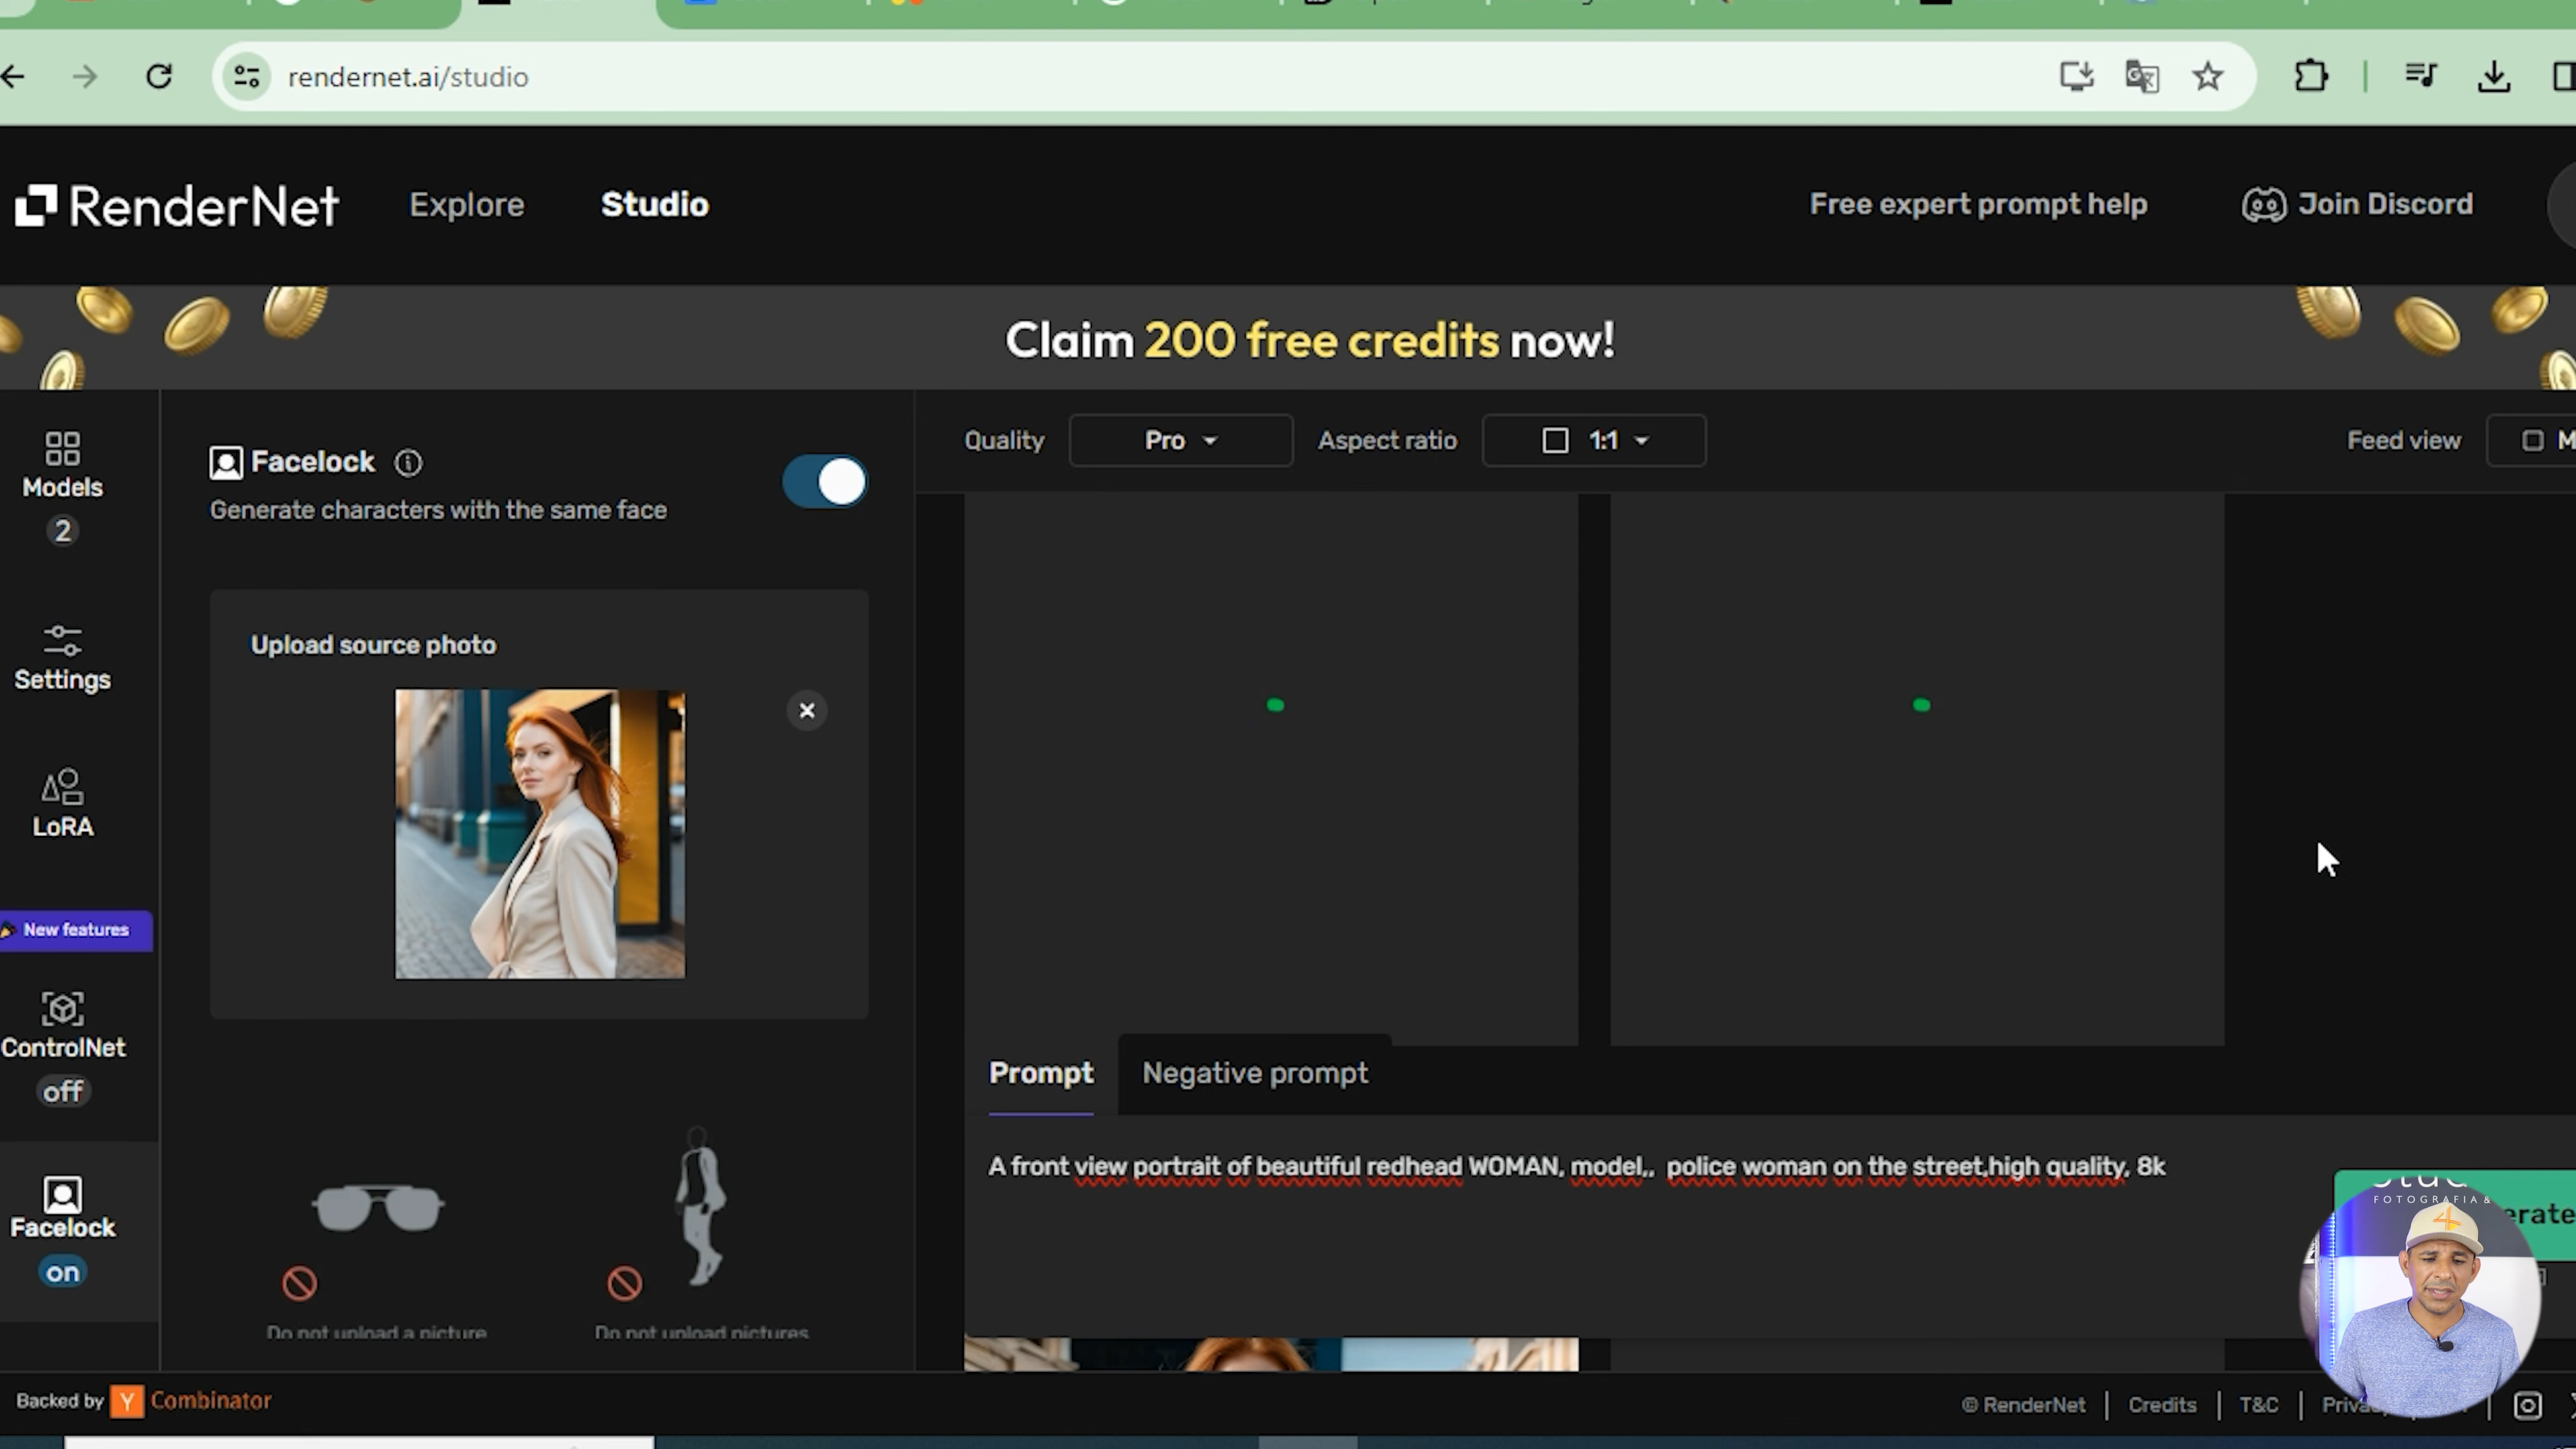 rendernet.ai/studio
RenderNet
Explore
Studio
Free expert prompt help
Join Discord
Claim 200 free credits now!
Models
2
Settings
LoRA
New features
ControlNet
off
Facelock
on
Facelock
Generate characters with the same face
Upload source photo
Do not upload a picture
Do not upload pictures
Quality
Pro
Aspect ratio
1:1
Feed view
M
Prompt
Negative prompt
A front view portrait of beautiful redhead WOMAN, model,, police woman on the street,high quality, 8k
erate
FOTOGRAFIA &
Backed by Y Combinator
© RenderNet
Credits
T&C